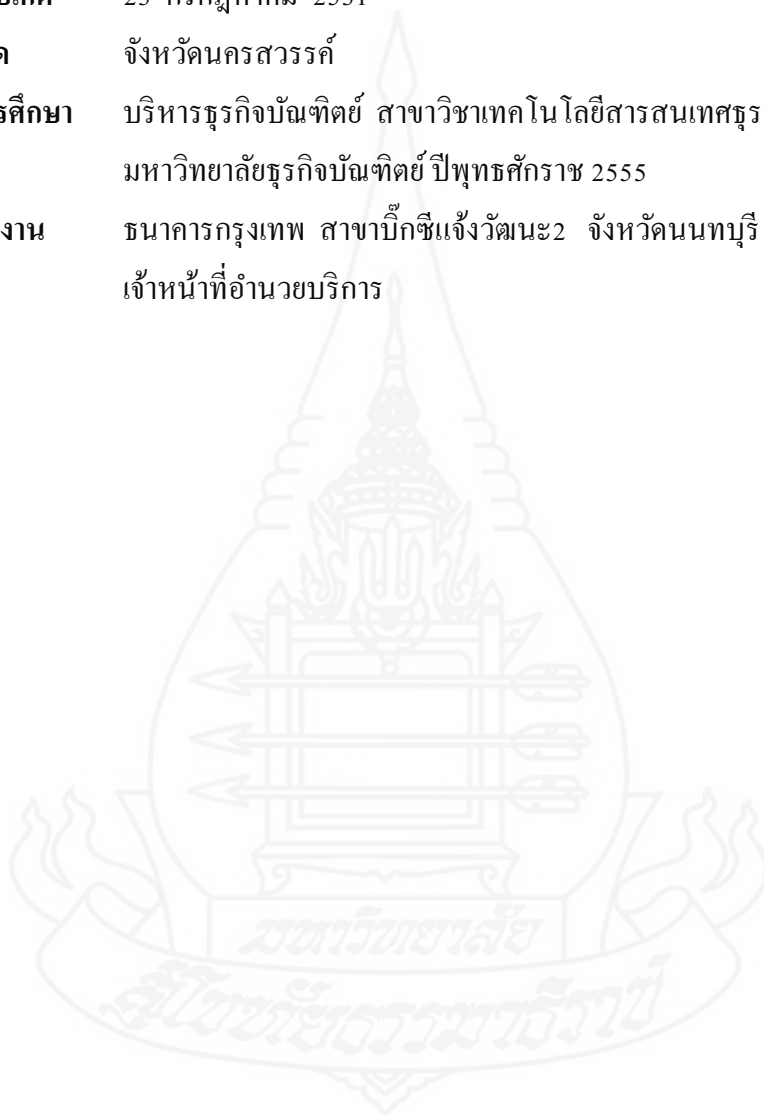 จังหวัดนครสวรรค์
บริหารธุรกิจบัณฑิตย์ สาขาวิชาเทคโนโลยีสารสนเทศธุร
มหาวิทยาลัยธุรกิจบัณฑิตย์ ปีพุทธศักราช 2555
ธนาคารกรุงเทพ สาขาบิ๊กซีแจ้งวัฒนะ2 จังหวัดนนทบุรี
เจ้าหน้าที่อำนวยบริการ
มหาวิทยาลัย
สุโขทัยธรรมาธิราช